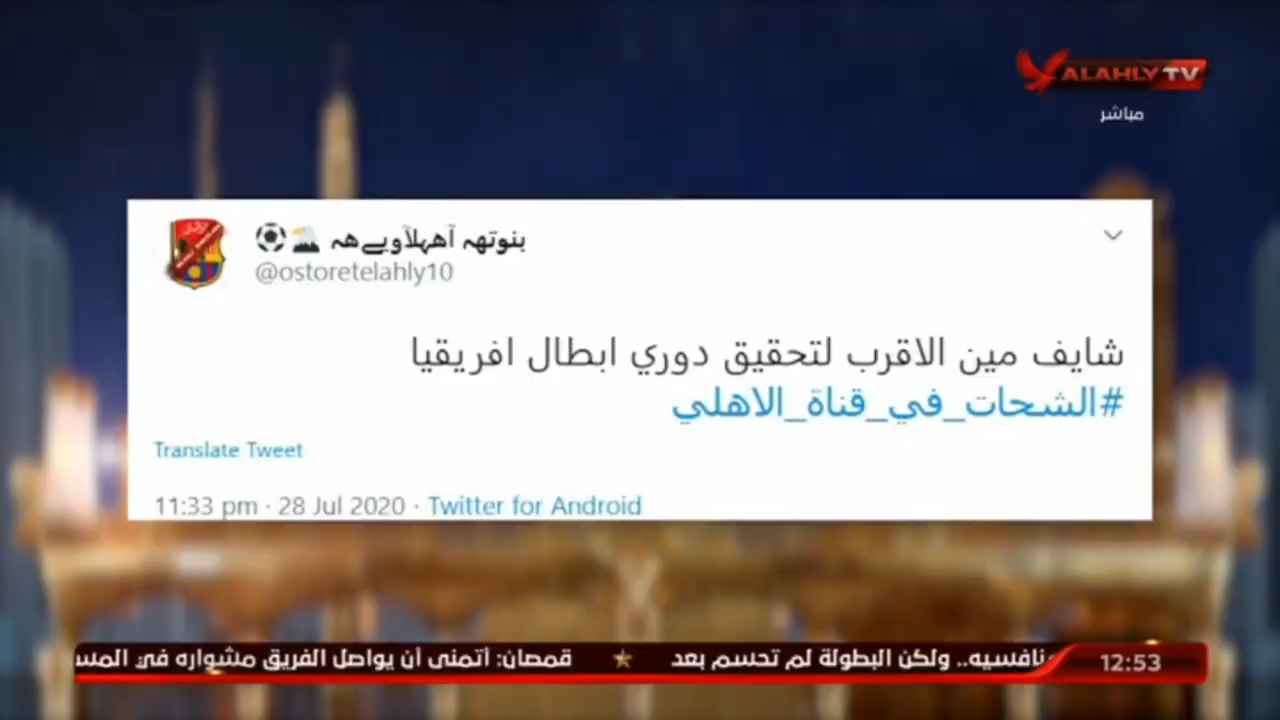 ALAHLY TV
مباشر
بنوتهہ آهہلآويےهہ
@ostoretelahly10
شايف مين الاقرب لتحقيق دوري ابطال افريقيا
#الشحات_في_قناة_الاهلي
Translate Tweet
11:33 pm · 28 Jul 2020 · Twitter for Android
ولكن البطولة لم تحسم بعد ★ قمصان: أتمنى أن يواصل الفريق مشواره في
12:53